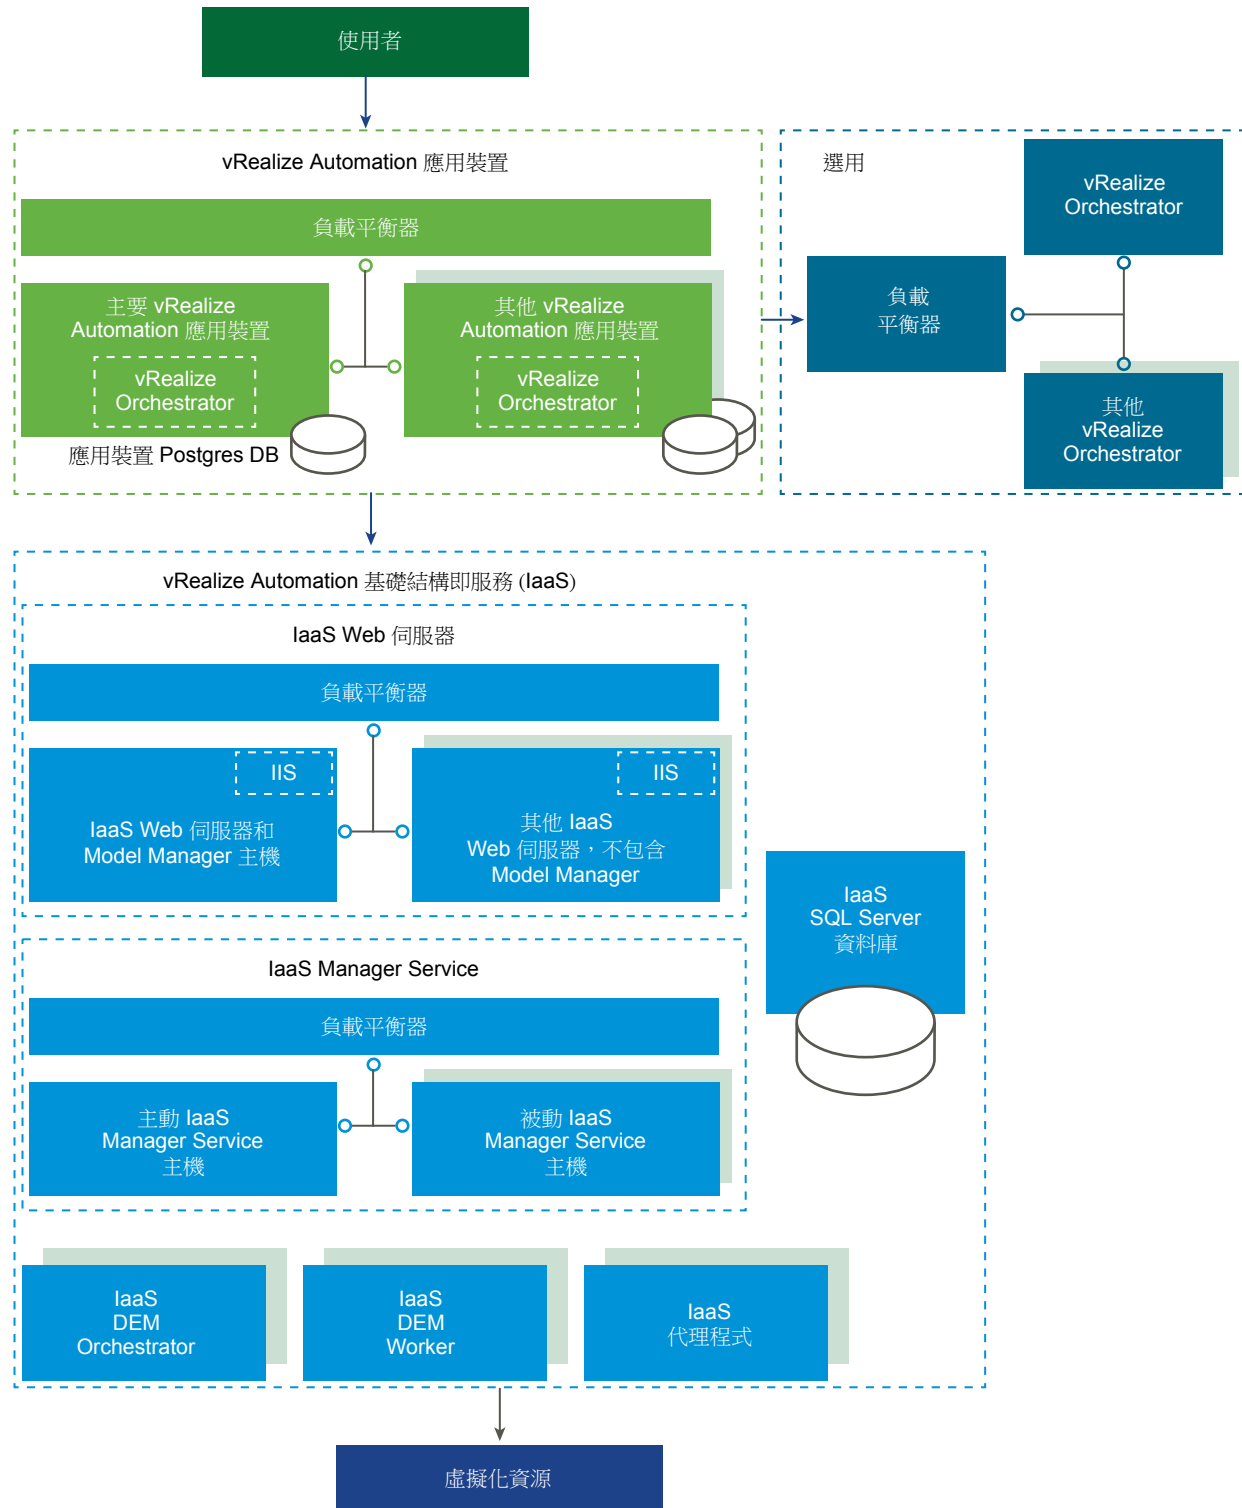 使用者
vRealize Automation 應用裝置
負載平衡器
主要 vRealize
Automation 應用裝置
vRealize
Orchestrator
其他 vRealize
Automation 應用裝置
vRealize
Orchestrator
應用裝置 Postgres DB
選用
vRealize
Orchestrator
負載
平衡器
其他
vRealize
Orchestrator
vRealize Automation 基礎結構即服務 (IaaS)
IaaS Web 伺服器
負載平衡器
IIS
IaaS Web 伺服器和
Model Manager 主機
IIS
其他 IaaS
Web 伺服器，不包含
Model Manager
IaaS
SQL Server
資料庫
IaaS Manager Service
負載平衡器
主動 IaaS
Manager Service
主機
被動 IaaS
Manager Service
主機
IaaS
DEM
Orchestrator
IaaS
DEM
Worker
IaaS
代理程式
虛擬化資源